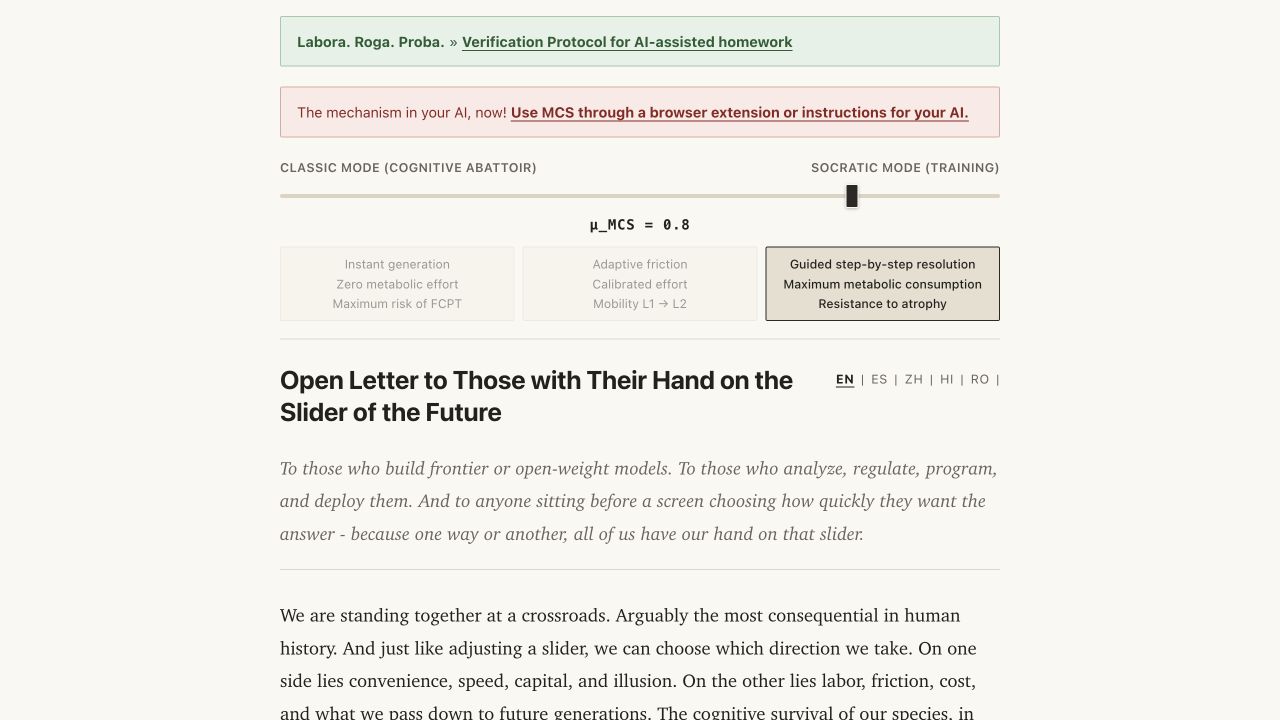 Labora. Roga. Proba. » Verification Protocol for AI-assisted homework
The mechanism in your AI, now! Use MCS through a browser extension or instructions for your AI.
CLASSIC MODE (COGNITIVE ABATTOIR)
SOCRATIC MODE (TRAINING)
μ_MCS = 0.8
Instant generation
Zero metabolic effort
Maximum risk of FCPT
Adaptive friction
Calibrated effort
Mobility L1 → L2
Guided step-by-step resolution
Maximum metabolic consumption
Resistance to atrophy
Open Letter to Those with Their Hand on the
Slider of the Future
EN | ES | ZH | HI | RO |
To those who build frontier or open-weight models. To those who analyze, regulate, program,
and deploy them. And to anyone sitting before a screen choosing how quickly they want the
answer - because one way or another, all of us have our hand on that slider.
We are standing together at a crossroads. Arguably the most consequential in human
history. And just like adjusting a slider, we can choose which direction we take. On one
side lies convenience, speed, capital, and illusion. On the other lies labor, friction, cost,
and what we pass down to future generations. The cognitive survival of our species, in